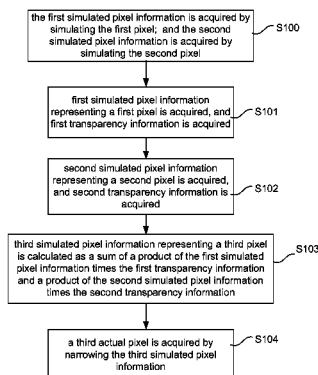 the first simulated pixel information is acquired by
simulating the first pixel; and the second
simulated pixel information is acquired by
simulating the second pixel
S100
first simulated pixel information
representing a first pixel is acquired, and
first transparency information is acquired
S101
second simulated pixel information
representing a second pixel is acquired,
and second transparency information is
acquired
S102
third simulated pixel information representing a third pixel
is calculated as a sum of a product of the first simulated
pixel information times the first transparency information
and a product of the second simulated pixel information
times the second transparency information
S103
a third actual pixel is acquired by
narrowing the third simulated pixel
information
S104